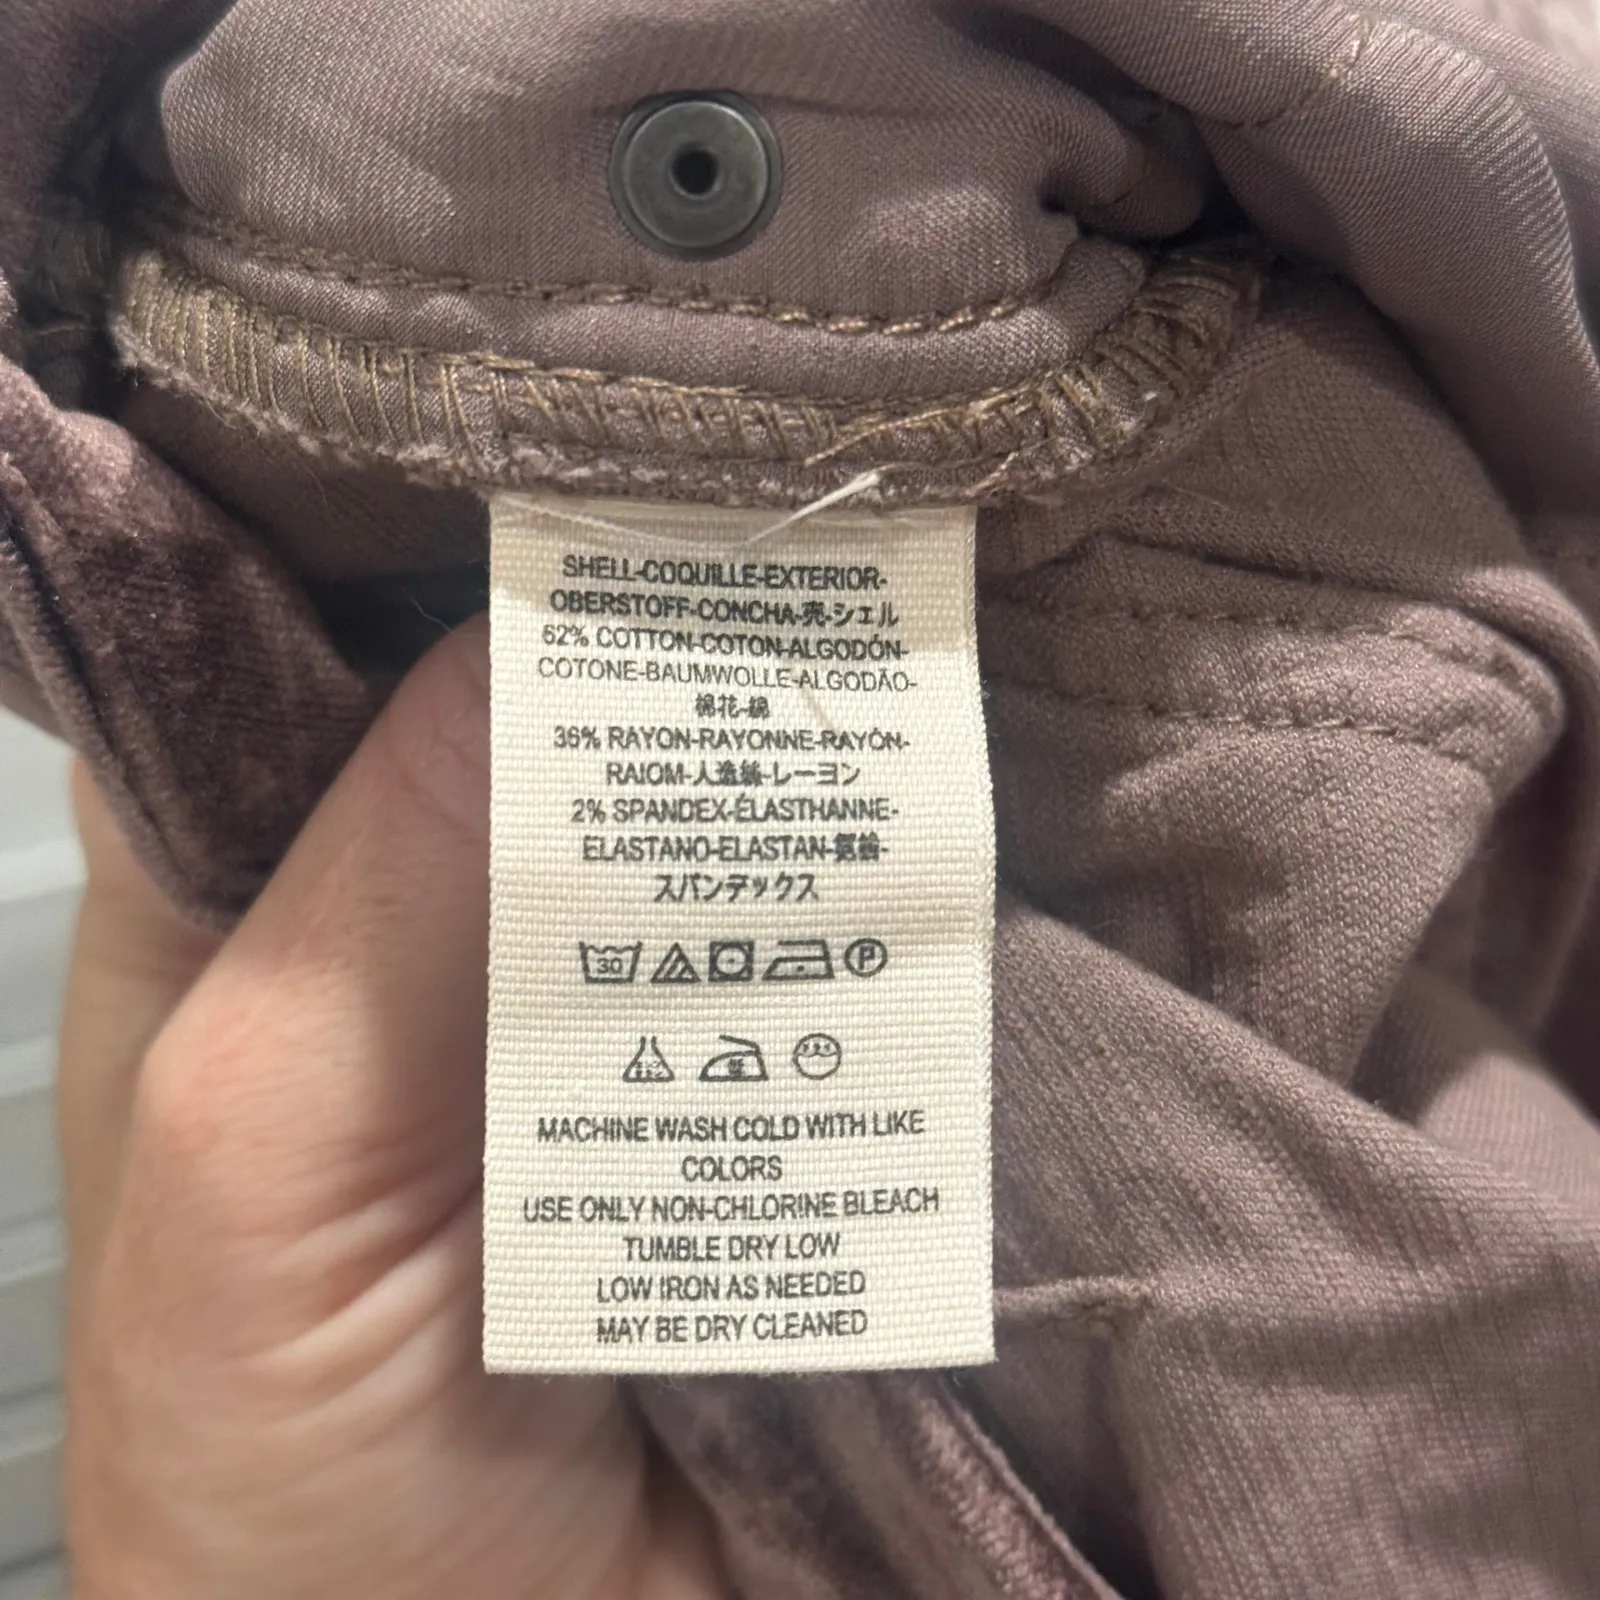 SHELL-COQUILLE-EXTERIOR-
OBERSTOFF-CONCHA-壳-シェル
62% COTTON-COTON-ALGODÓN-
COTONE-BAUMWOLLE-ALGODÃO-
棉花-綿
36% RAYON-RAYONNE-RAYÓN-
RAIOM-人造絲-レーヨン
2% SPANDEX-ÉLASTHANNE-
ELASTANO-ELASTAN-氨綸-
スパンデックス
30 P
MACHINE WASH COLD WITH LIKE
COLORS
USE ONLY NON-CHLORINE BLEACH
TUMBLE DRY LOW
LOW IRON AS NEEDED
MAY BE DRY CLEANED